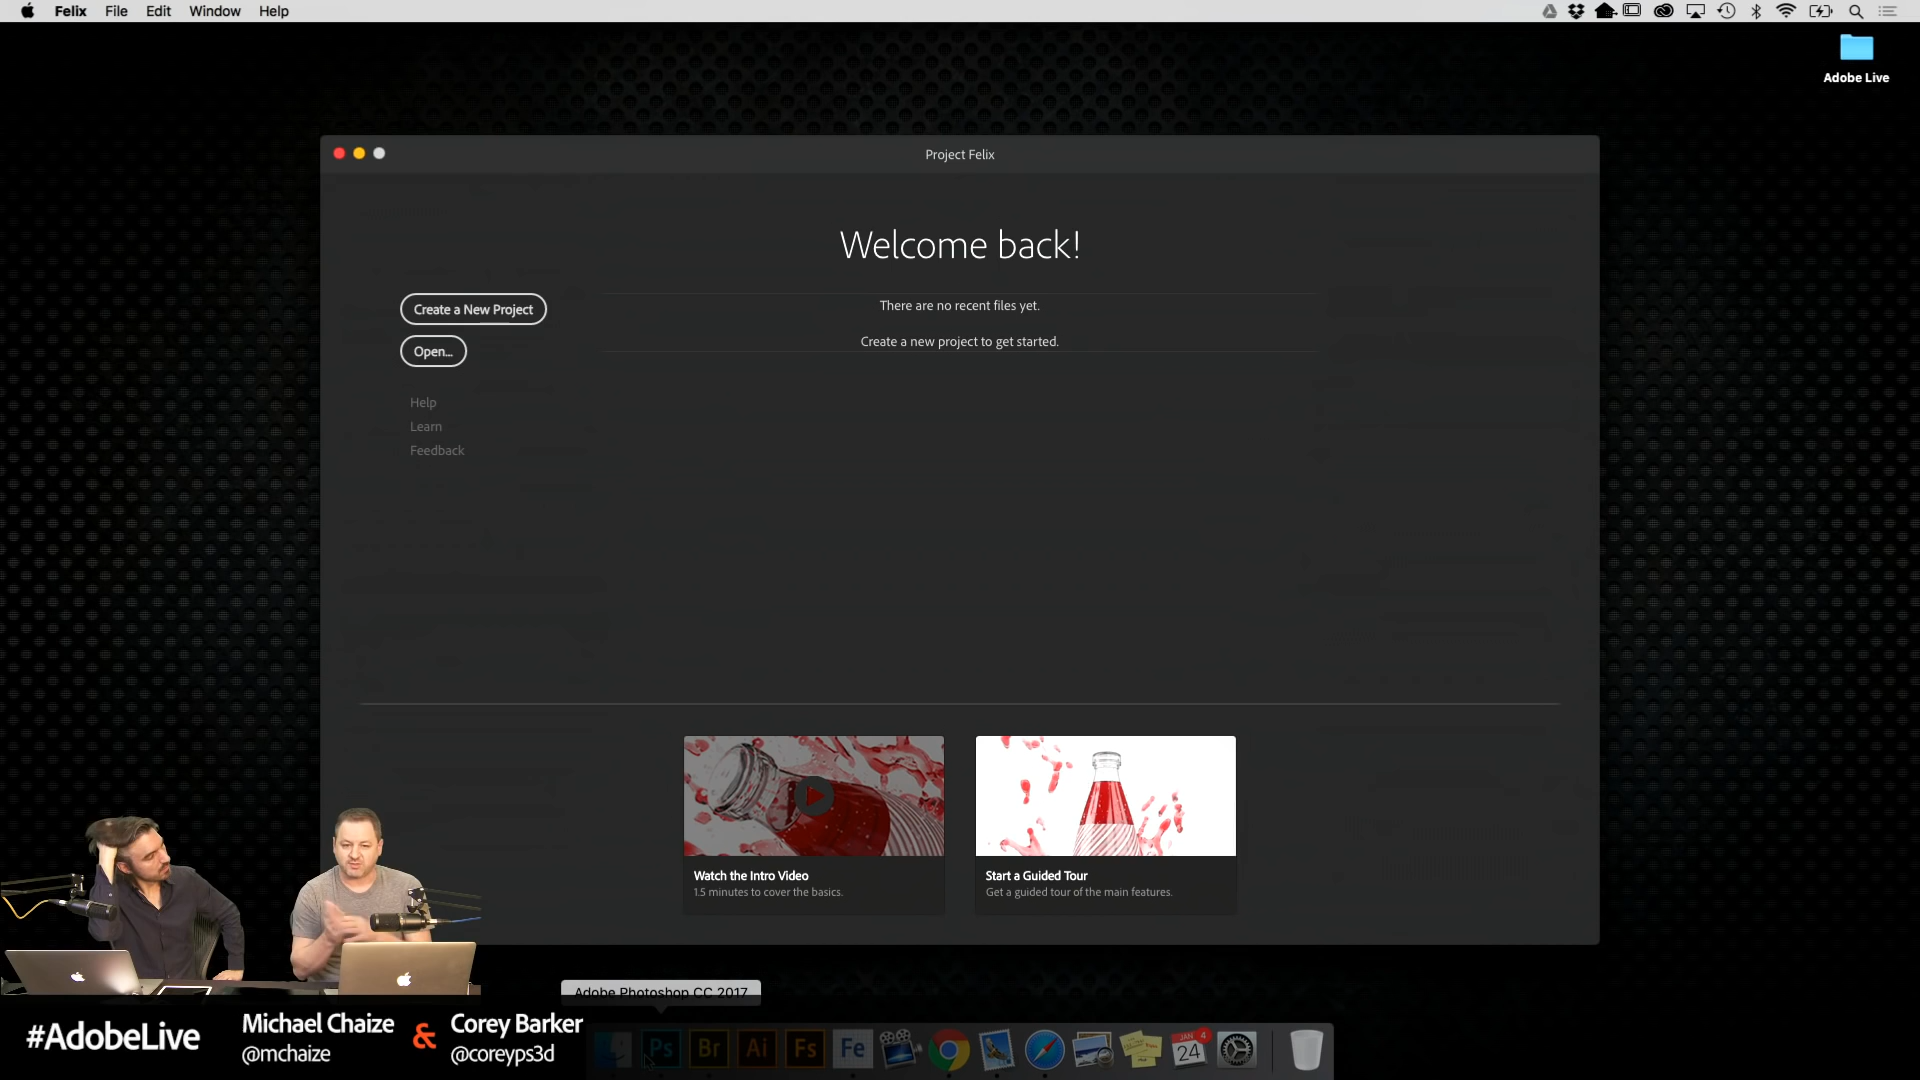 Felix File Edit Window Help
Adobe Live
Project Felix
Welcome back!
Create a New Project
There are no recent files yet.
Open...
Create a new project to get started.
Help
Learn
Feedback
Watch the Intro Video
1.5 minutes to cover the basics.
Start a Guided Tour
Get a guided tour of the main features.
Adobe Photoshop CC 2017
#AdobeLive
Michael Chaize
@mchaize
&
Corey Barker
@coreyps3d
Ps Br Ai Fs Fe
JAN
24
4